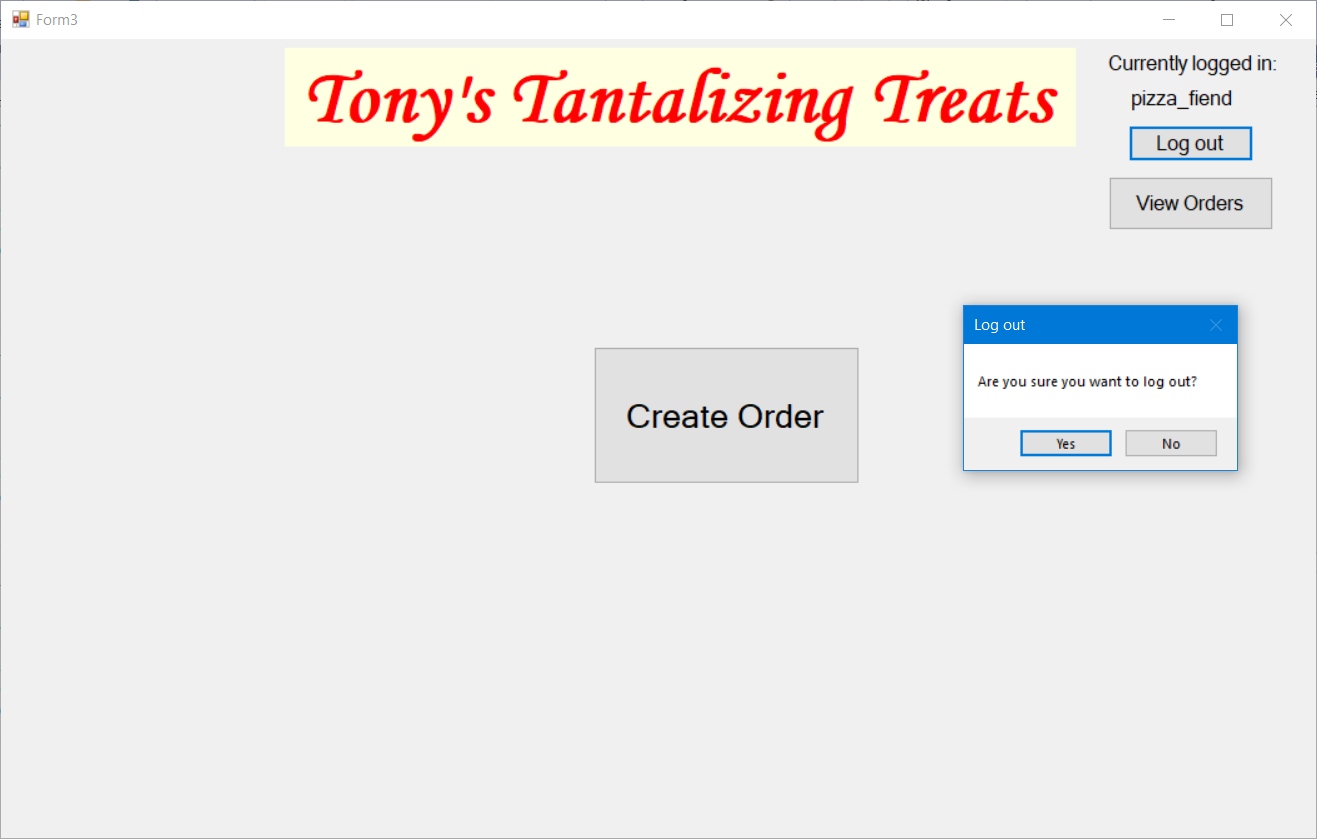 Form3
Tony's Tantalizing Treats
Currently logged in:
pizza_fiend
Log out
View Orders
Create Order
Log out
Are you sure you want to log out?
Yes No